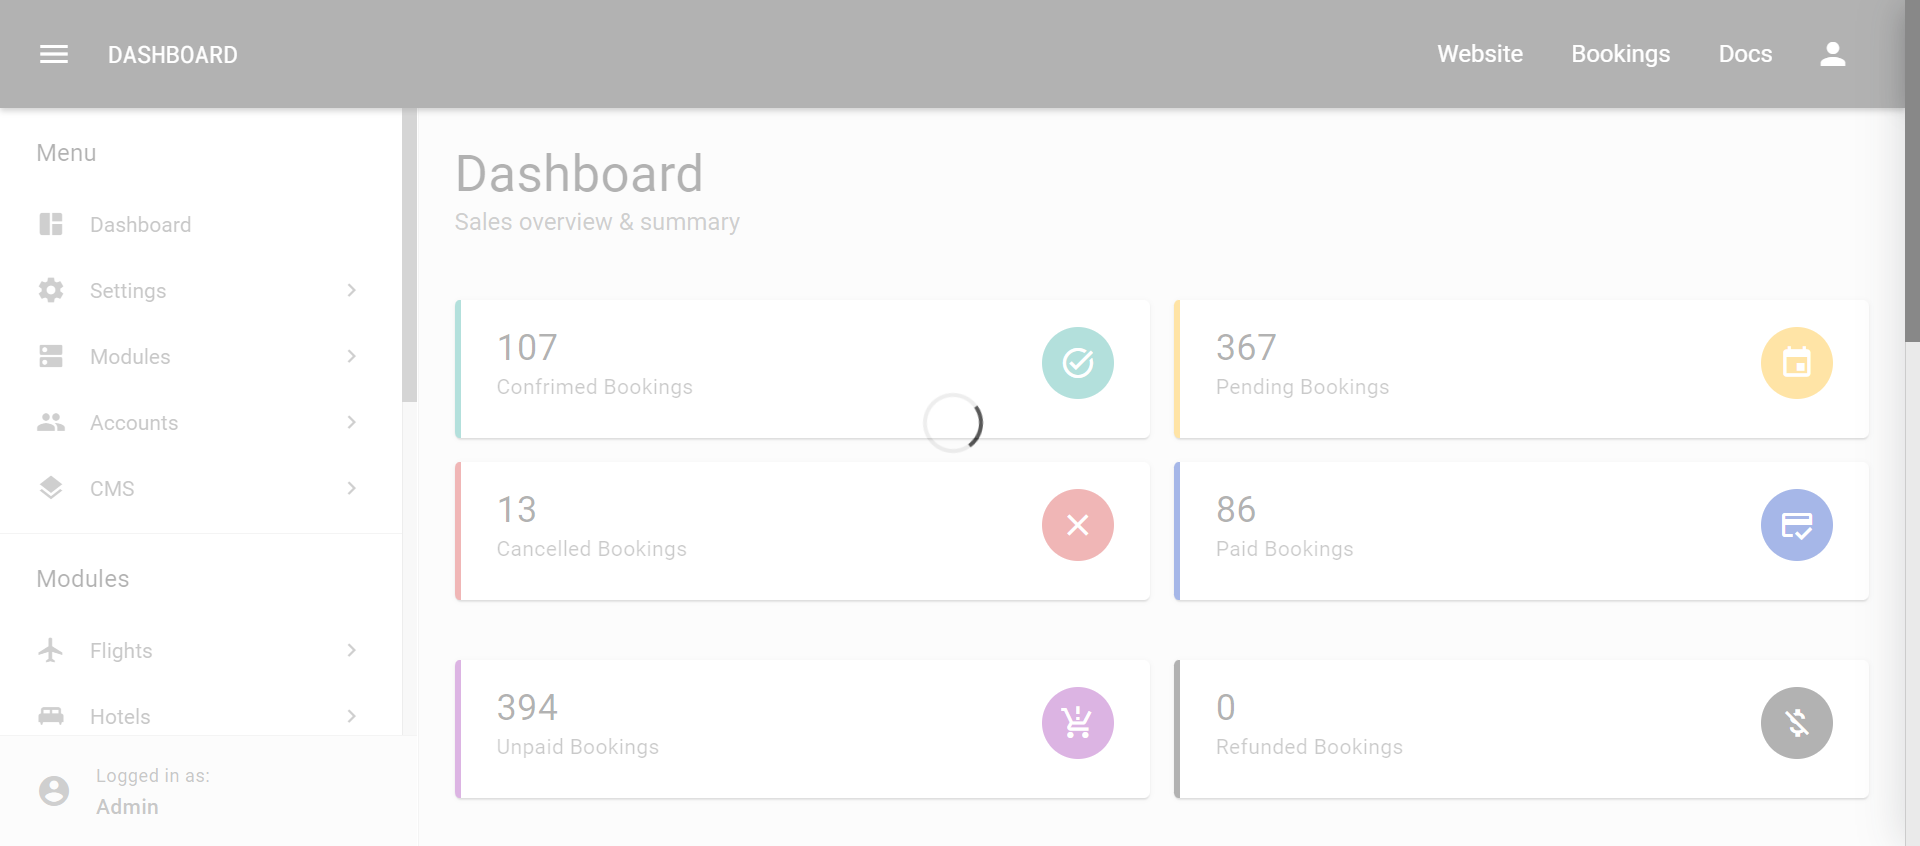 DASHBOARD
Website
Bookings
Docs
Menu
Dashboard
Settings
Modules
Accounts
CMS
Modules
Flights
Hotels
Logged in as:
Admin
Dashboard
Sales overview & summary
107
Confrimed Bookings
367
Pending Bookings
13
Cancelled Bookings
86
Paid Bookings
394
Unpaid Bookings
0
Refunded Bookings